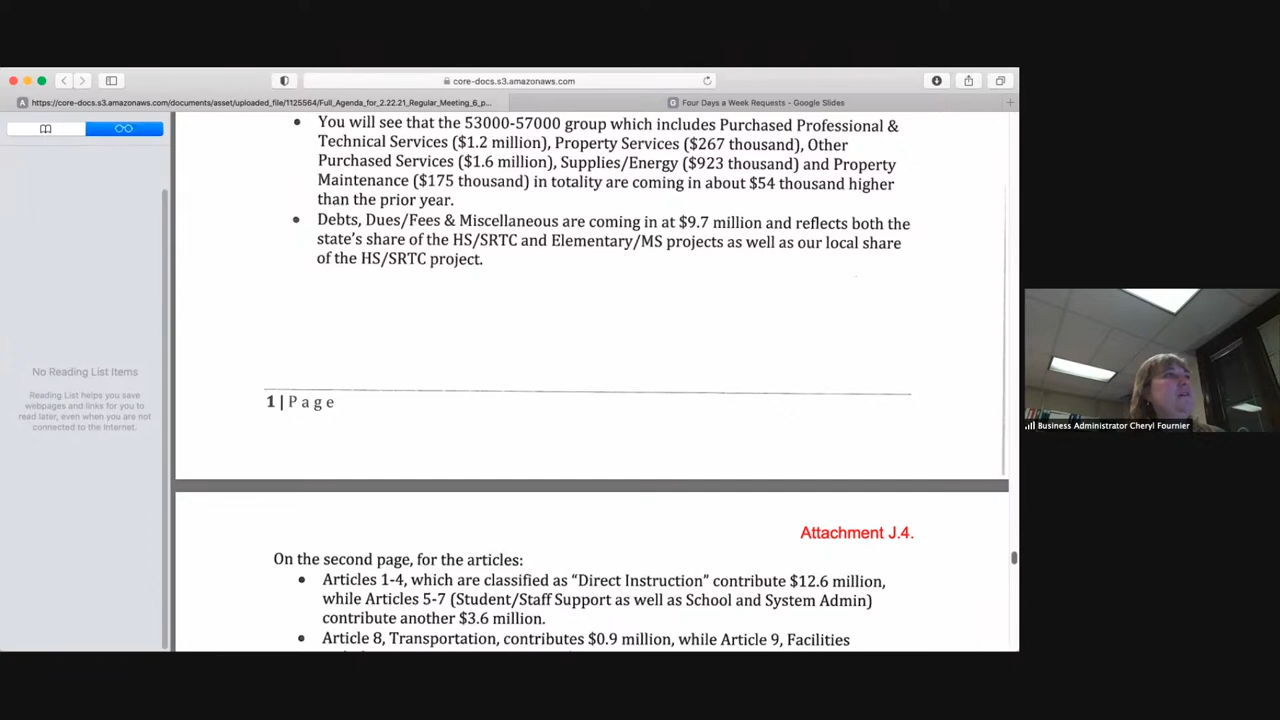 core-docs.s3.amazonaws.com
https://core-docs.s3.amazonaws.com/documents/asset/uploaded_file/1125564/Full_Agenda_for_2.22.21_Regular_Meeting_6_p...
Four Days a Week Requests - Google Slides
No Reading List Items
Reading List helps you save
webpages and links for you to
read later, even when you are not
connected to the Internet.
• You will see that the 53000-57000 group which includes Purchased Professional &
Technical Services ($1.2 million), Property Services ($267 thousand), Other
Purchased Services ($1.6 million), Supplies/Energy ($923 thousand) and Property
Maintenance ($175 thousand) in totality are coming in about $54 thousand higher
than the prior year.
• Debts, Dues/Fees & Miscellaneous are coming in at $9.7 million and reflects both the
state's share of the HS/SRTC and Elementary/MS projects as well as our local share
of the HS/SRTC project.
1 | P a g e
Attachment J.4.
On the second page, for the articles:
• Articles 1-4, which are classified as "Direct Instruction" contribute $12.6 million,
while Articles 5-7 (Student/Staff Support as well as School and System Admin)
contribute another $3.6 million.
• Article 8, Transportation, contributes $0.9 million, while Article 9, Facilities
Business Administrator Cheryl Fournier